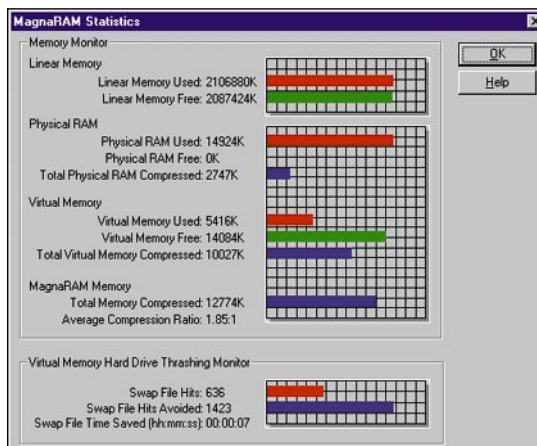 MagnaRAM Statistics
Memory Monitor
OK
Linear Memory
Linear Memory Used: 2106880K
Linear Memory Free: 2087424K
Help
Physical RAM
Physical RAM Used: 14924K
Physical RAM Free: 0K
Total Physical RAM Compressed: 2747K
Virtual Memory
Virtual Memory Used: 5416K
Virtual Memory Free: 14084K
Total Virtual Memory Compressed: 10027K
MagnaRAM Memory
Total Memory Compressed: 12774K
Average Compression Ratio: 1.85:1
Virtual Memory Hard Drive Thrashing Monitor
Swap File Hits: 636
Swap File Hits Avoided: 1423
Swap File Time Saved (hh:mm:ss): 00:00:07